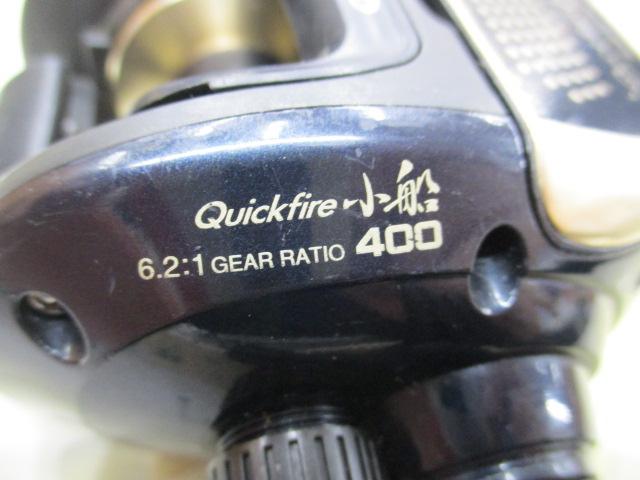 Quickfire 小船
6.2:1 GEAR RATIO 400